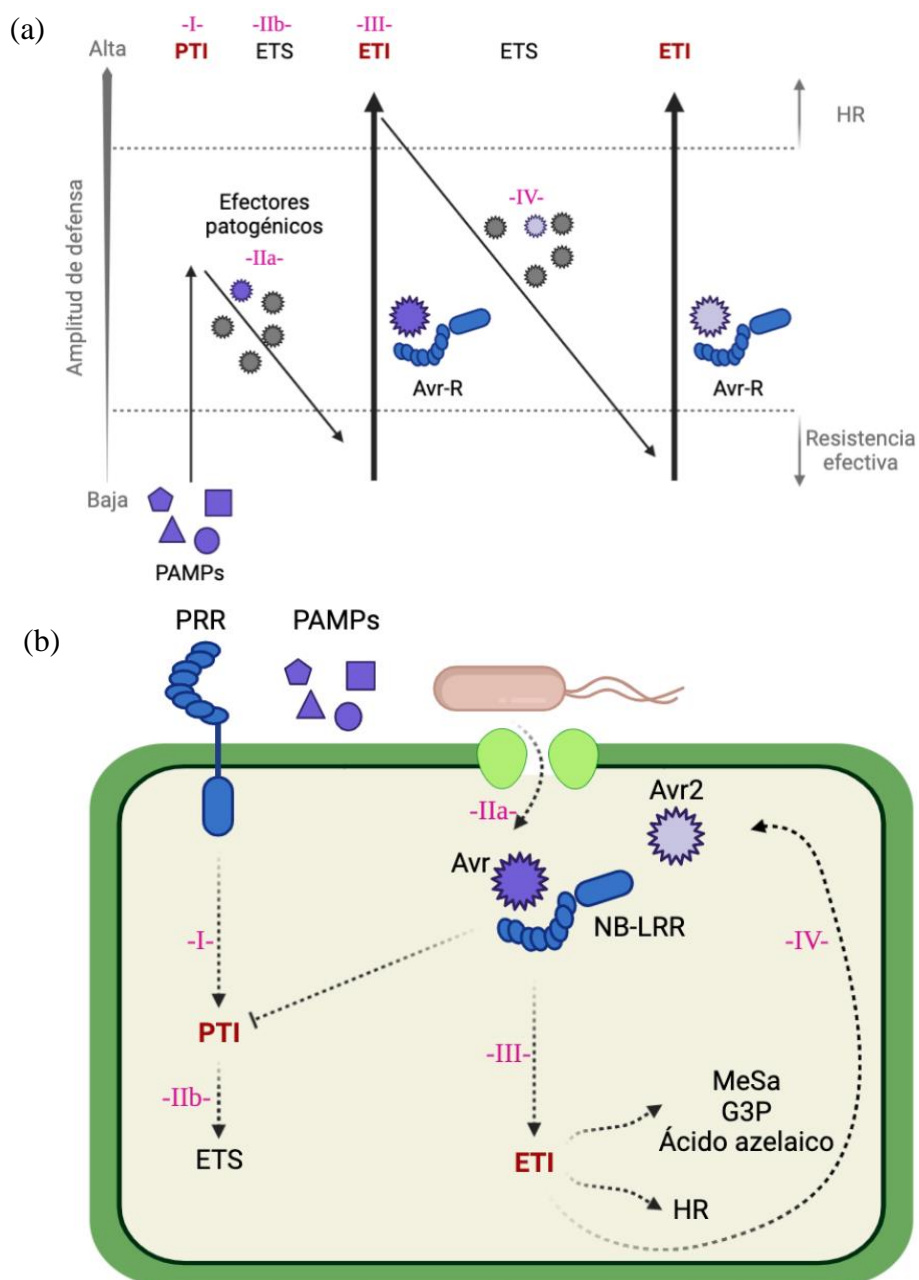 (a)
-I- -IIb- -III-
Alta PTI ETS ETI ETS ETI
HR
Amplitud de defensa
Efectores
patogénicos
-IIa-
-IV-
Avr-R Avr-R
Resistencia
efectiva
Baja
PAMPs
(b)
PRR PAMPs
-IIa-
Avr2
Avr
NB-LRR
-I-
-IV-
PTI
-III-
-IIb-
MeSa
G3P
Ácido azelaico
ETS
ETI
HR